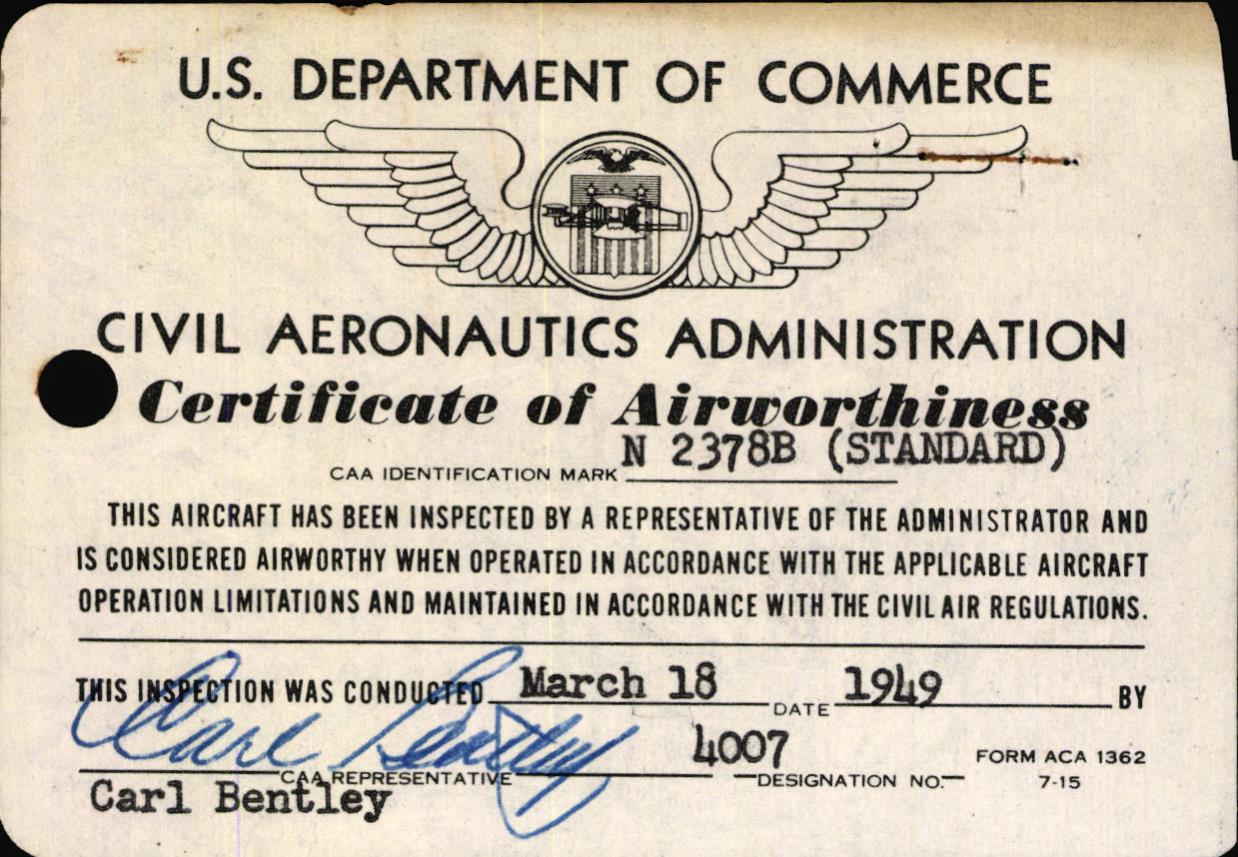 U.S. DEPARTMENT OF COMMERCE
CIVIL AERONAUTICS ADMINISTRATION
Certificate of Airworthiness
CAA IDENTIFICATION MARK N 2378B (STANDARD)
THIS AIRCRAFT HAS BEEN INSPECTED BY A REPRESENTATIVE OF THE ADMINISTRATOR AND
IS CONSIDERED AIRWORTHY WHEN OPERATED IN ACCORDANCE WITH THE APPLICABLE AIRCRAFT
OPERATION LIMITATIONS AND MAINTAINED IN ACCORDANCE WITH THE CIVIL AIR REGULATIONS.
THIS INSPECTION WAS CONDUCTED March 18 DATE 1949 BY
Carl Bentley 4007 FORM ACA 1362
CAA REPRESENTATIVE DESIGNATION NO. 7-15
Carl Bentley